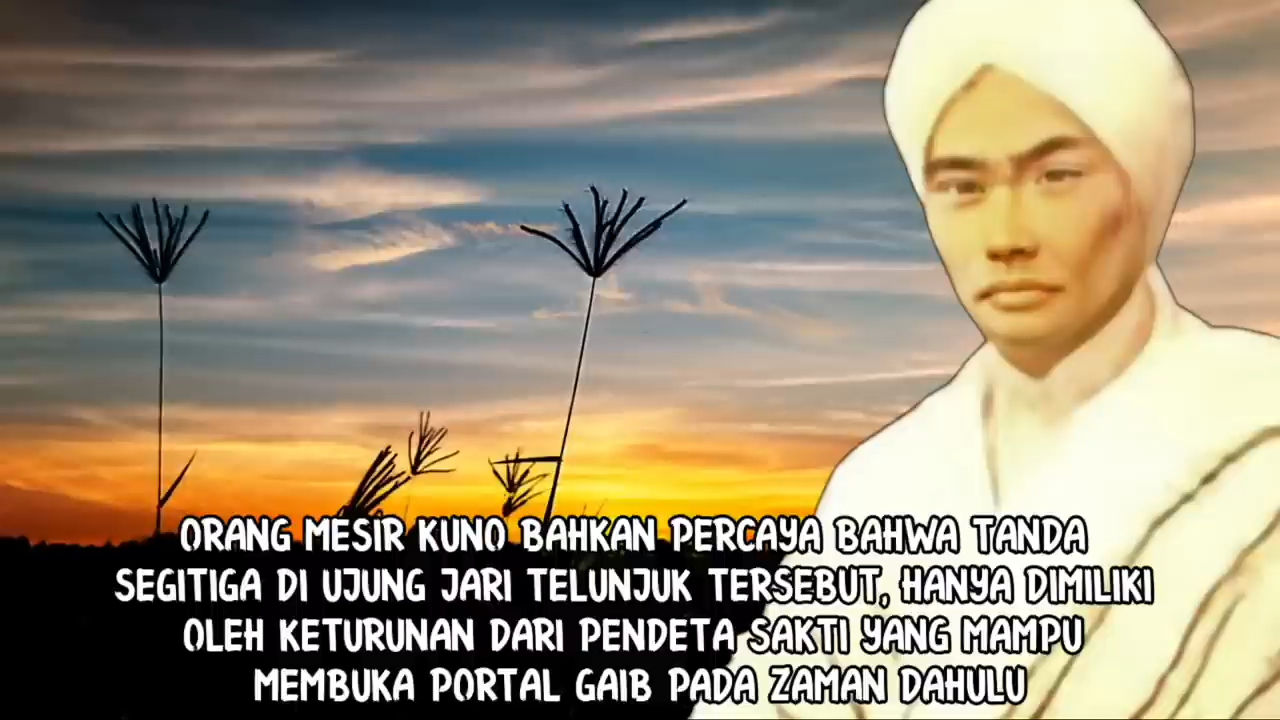 ORANG MESIR KUNO BAHKAN PERCAYA BAHWA TANDA
SEGITIGA DI UJUNG JARI TELUNJUK TERSEBUT, HANYA DIMILIKI
OLEH KETURUNAN DARI PENDETA SAKTI YANG MAMPU
MEMBUKA PORTAL GAIB PADA ZAMAN DAHULU